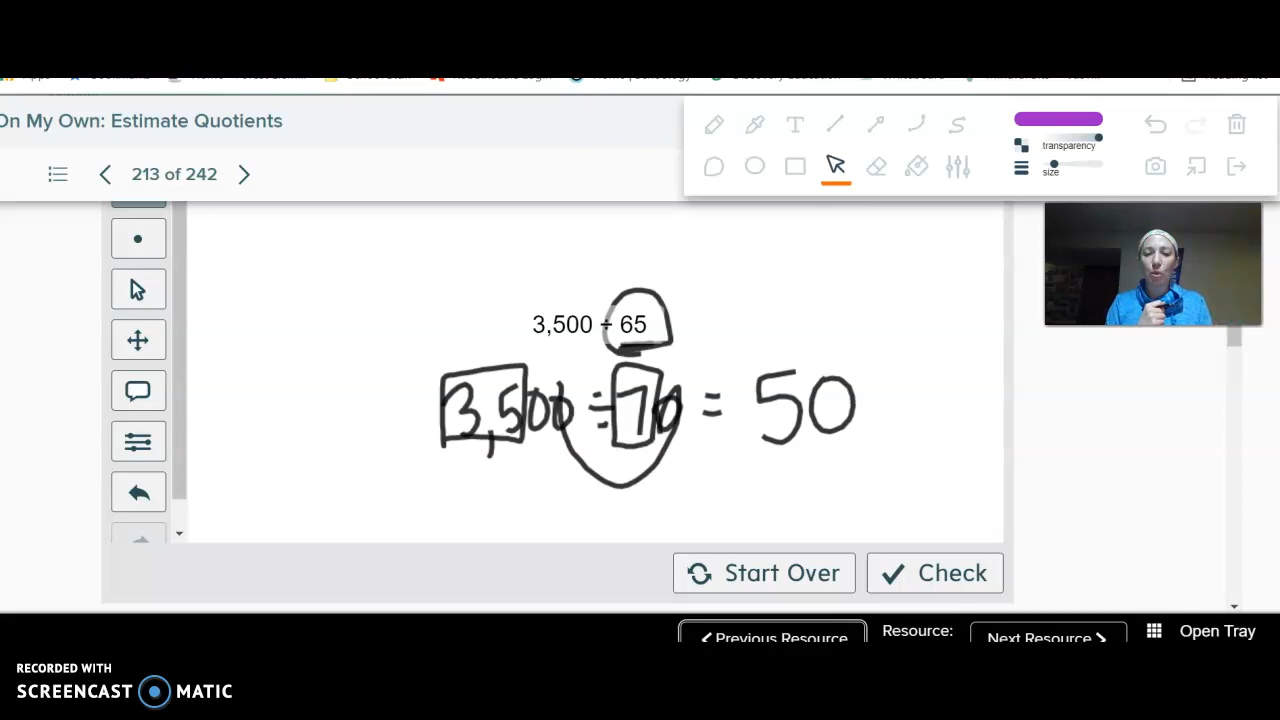 On My Own: Estimate Quotients
213 of 242
T
transparency
size
3,500 ÷ 65
3,500 ÷ 70 = 50
Start Over
Check
Previous Resource
Resource:
Next Resource
Open Tray
RECORDED WITH
SCREENCAST MATIC